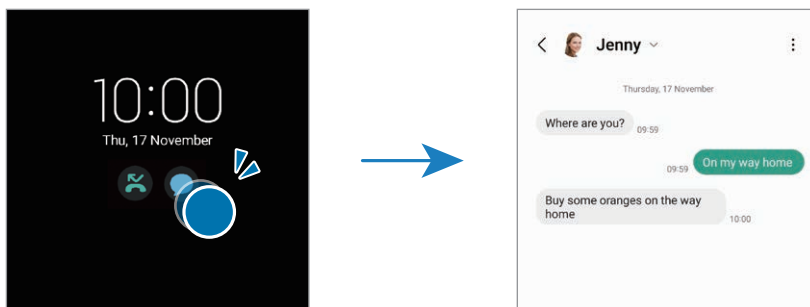 10:00
Thu, 17 November
Jenny
Thursday, 17 November
Where are you? 09:59
09:59 On my way home
Buy some oranges on the way
home 10:00